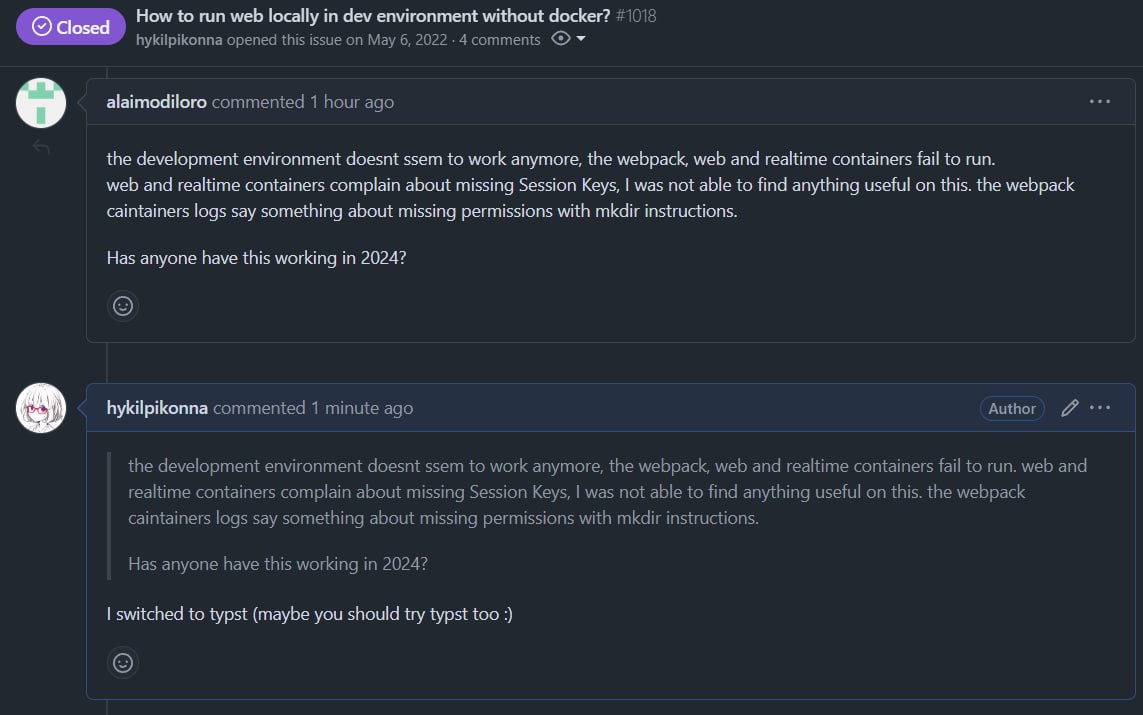 Closed
How to run web locally in dev environment without docker? #1018
hykilpikonna opened this issue on May 6, 2022 · 4 comments
alaimodiloro commented 1 hour ago
the development environment doesnt ssem to work anymore, the webpack, web and realtime containers fail to run.
web and realtime containers complain about missing Session Keys, I was not able to find anything useful on this. the webpack
caintainers logs say something about missing permissions with mkdir instructions.
Has anyone have this working in 2024?
hykilpikonna commented 1 minute ago
Author
the development environment doesnt ssem to work anymore, the webpack, web and realtime containers fail to run. web and
realtime containers complain about missing Session Keys, I was not able to find anything useful on this. the webpack
caintainers logs say something about missing permissions with mkdir instructions.
Has anyone have this working in 2024?
I switched to typst (maybe you should try typst too :)